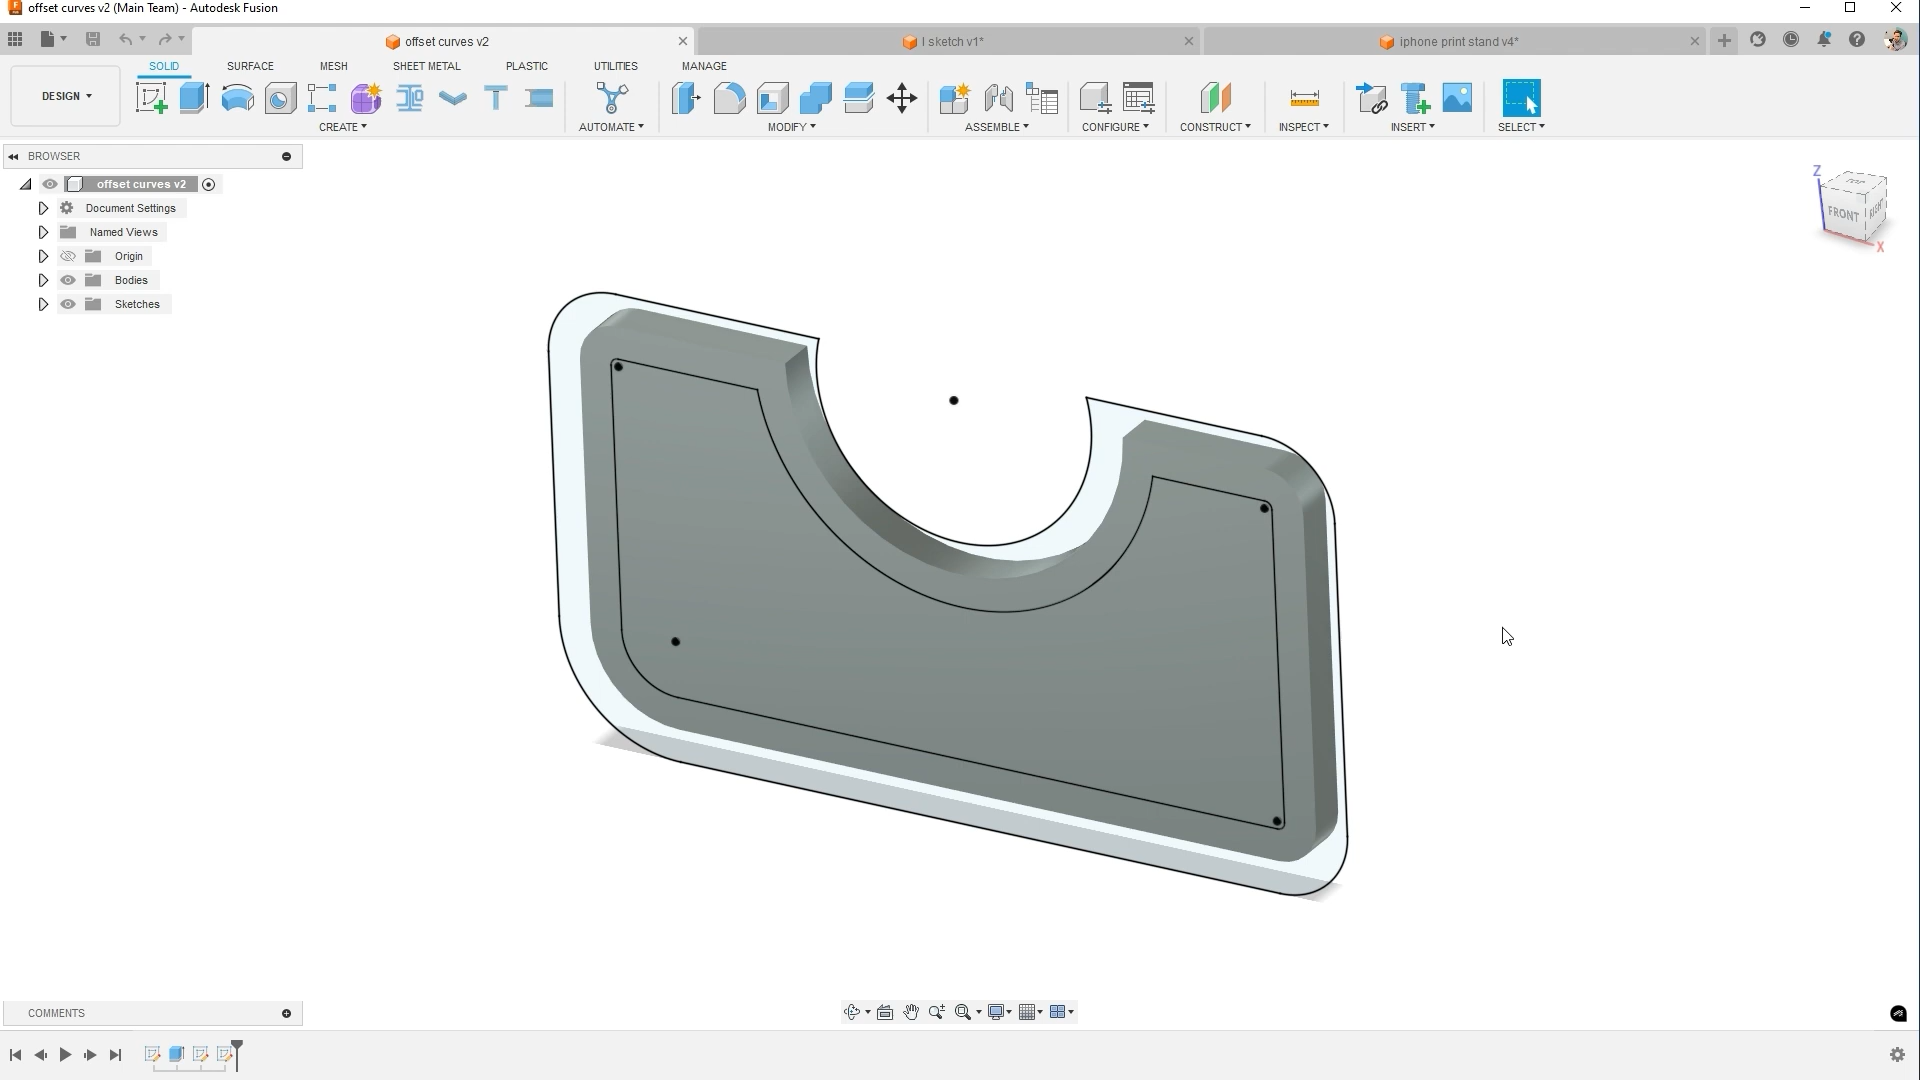 offset curves v2 (Main Team) - Autodesk Fusion
offset curves v2
I sketch v1*
iphone print stand v4*
SOLID
SURFACE
MESH
SHEET METAL
PLASTIC
UTILITIES
MANAGE
DESIGN
CREATE
AUTOMATE
MODIFY
ASSEMBLE
CONFIGURE
CONSTRUCT
INSPECT
INSERT
SELECT
BROWSER
offset curves v2
Document Settings
Named Views
Origin
Bodies
Sketches
Z
TOP
FRONT
RIGHT
X
COMMENTS